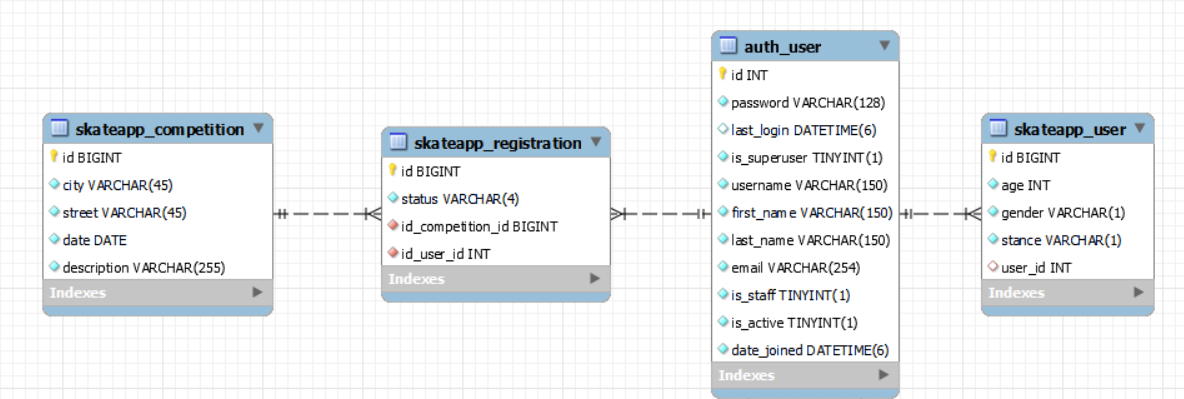 skateapp_competition
id BIGINT
city VARCHAR(45)
street VARCHAR(45)
date DATE
description VARCHAR(255)
Indexes
skateapp_registration
id BIGINT
status VARCHAR(4)
id_competition_id BIGINT
id_user_id INT
Indexes
auth_user
id INT
password VARCHAR(128)
last_login DATETIME(6)
is_superuser TINYINT(1)
username VARCHAR(150)
first_name VARCHAR(150)
last_name VARCHAR(150)
email VARCHAR(254)
is_staff TINYINT(1)
is_active TINYINT(1)
date_joined DATETIME(6)
Indexes
skateapp_user
id BIGINT
age INT
gender VARCHAR(1)
stance VARCHAR(1)
user_id INT
Indexes